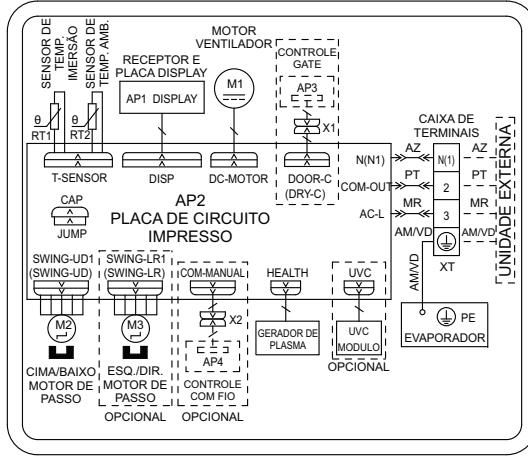 SENSOR DE
TEMP.
IMERSÃO
SENSOR DE
TEMP. AMB.
θ
RT1
θ
RT2
RECEPTOR E
PLACA DISPLAY
AP1 DISPLAY
MOTOR
VENTILADOR
M1
CONTROLE
GATE
AP3
X1
T-SENSOR
DISP
DC-MOTOR
DOOR-C
(DRY-C)
CAP
JUMP
AP2
PLACA DE CIRCUITO
IMPRESSO
N(N1)
COM-OUT
AC-L
AZ
PT
MR
AM/VD
CAIXA DE
TERMINAIS
N(1)
2
3
XT
AZ
PT
MR
AM/VD
UNIDADE EXTERNA
AM/VD
PE
EVAPORADOR
SWING-UD1
(SWING-UD)
M2
CIMA/BAIXO
MOTOR DE
PASSO
SWING-LR1
(SWING-LR)
M3
ESQ./DIR.
MOTOR DE
PASSO
OPCIONAL
COM-MANUAL
X2
AP4
CONTROLE
COM FIO
OPCIONAL
HEALTH
GERADOR DE
PLASMA
UVC
UVC
MODULO
OPCIONAL